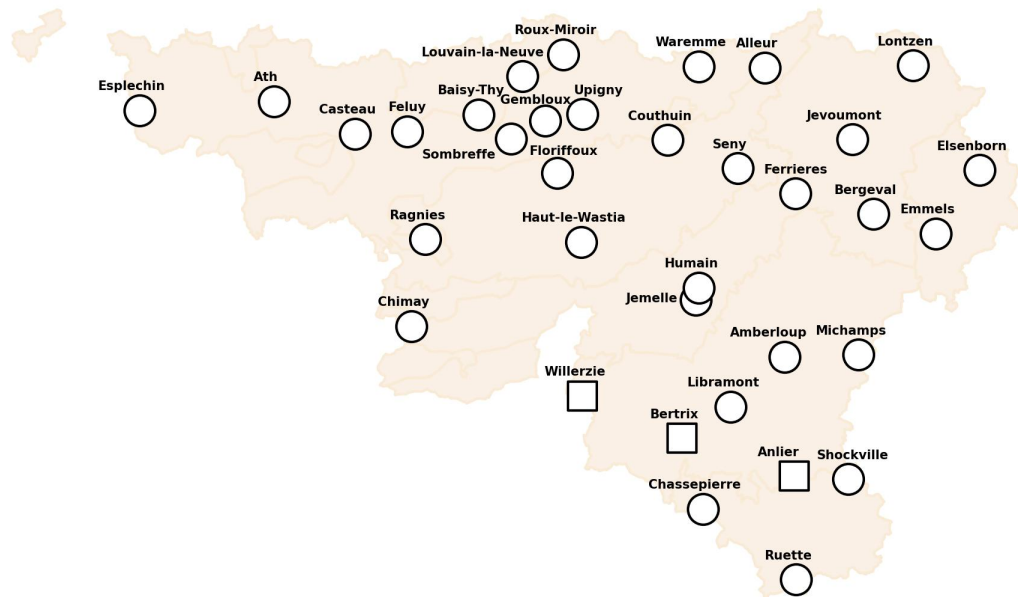 Roux-Miroir
Louvain-la-Neuve
Waremme
Alleur
Lontzen
Esplechin
Ath
Casteau
Feluy
Baisy-Thy
Gembloux
Upigny
Couthuin
Jevoumont
Sombreffe
Floriffoux
Seny
Elsenborn
Ferrieres
Bergeval
Emmels
Ragnies
Haut-le-Wastia
Humain
Jemelle
Chimay
Amberloup
Michamps
Willerzie
Libramont
Bertrix
Anlier
Shockville
Chassepierre
Ruette